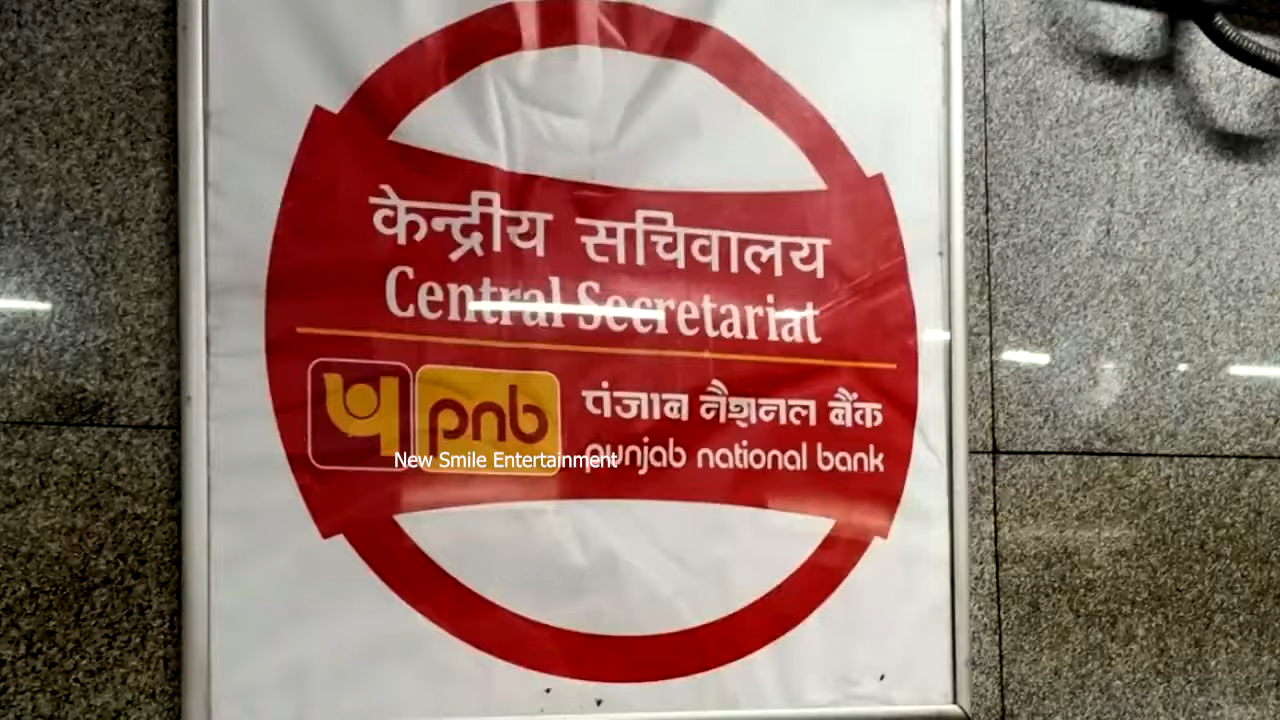 केन्द्रीय सचिवालय
Central Secretariat
pnb
पंजाब नैशनल बैंक
punjab national bank
New Smile Entertainment